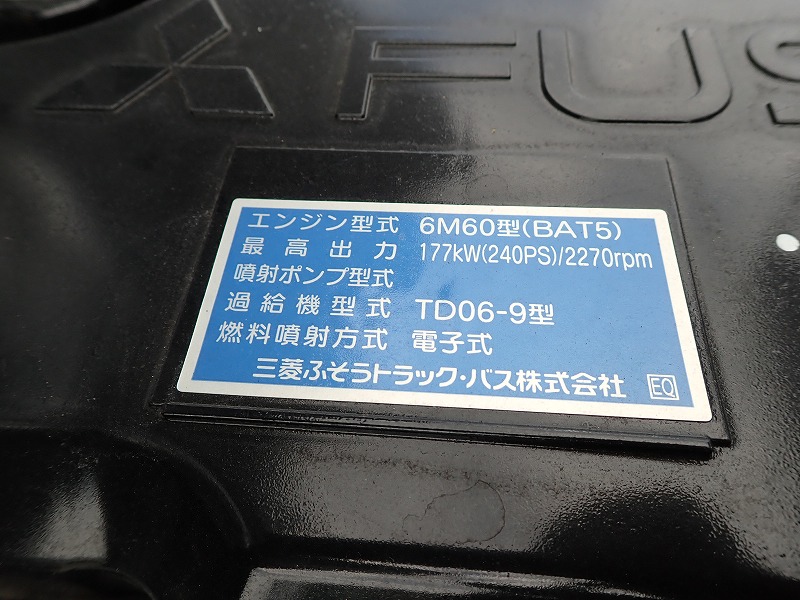 FUS
エンジン型式 6M60型(BAT5)
最高出力 177kW(240PS)/2270rpm
噴射ポンプ型式
過給機型式 TD06-9型
燃料噴射方式 電子式
三菱ふそうトラック・バス株式会社 EQ